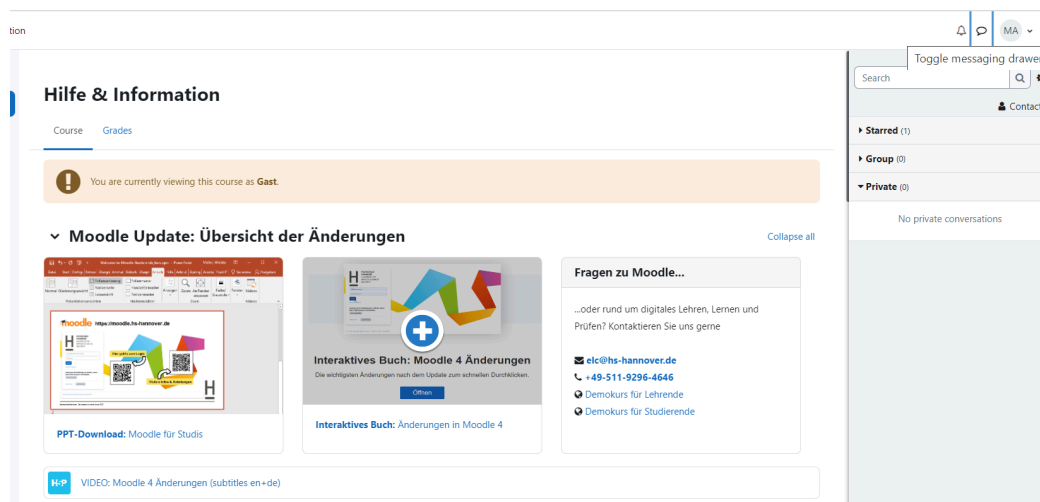 tion
MA
Toggle messaging drawer
Search
Contact
Starred (1)
Group (0)
Private (0)
No private conversations
Hilfe & Information
Course
Grades
You are currently viewing this course as Gast.
Moodle Update: Übersicht der Änderungen
Collapse all
moodle https://moodle.hs-hannover.de
H
H
PPT-Download: Moodle für Studis
H
Interaktives Buch: Moodle 4 Änderungen
Die wichtigsten Änderungen nach dem Update zum schnellen Durchklicken.
Öffnen
Interaktives Buch: Änderungen in Moodle 4
Fragen zu Moodle...
...oder rund um digitales Lehren, Lernen und
Prüfen? Kontaktieren Sie uns gerne
elc@hs-hannover.de
+49-511-9296-4646
Demokurs für Lehrende
Demokurs für Studierende
H-P
VIDEO: Moodle 4 Änderungen (subtitles en+de)